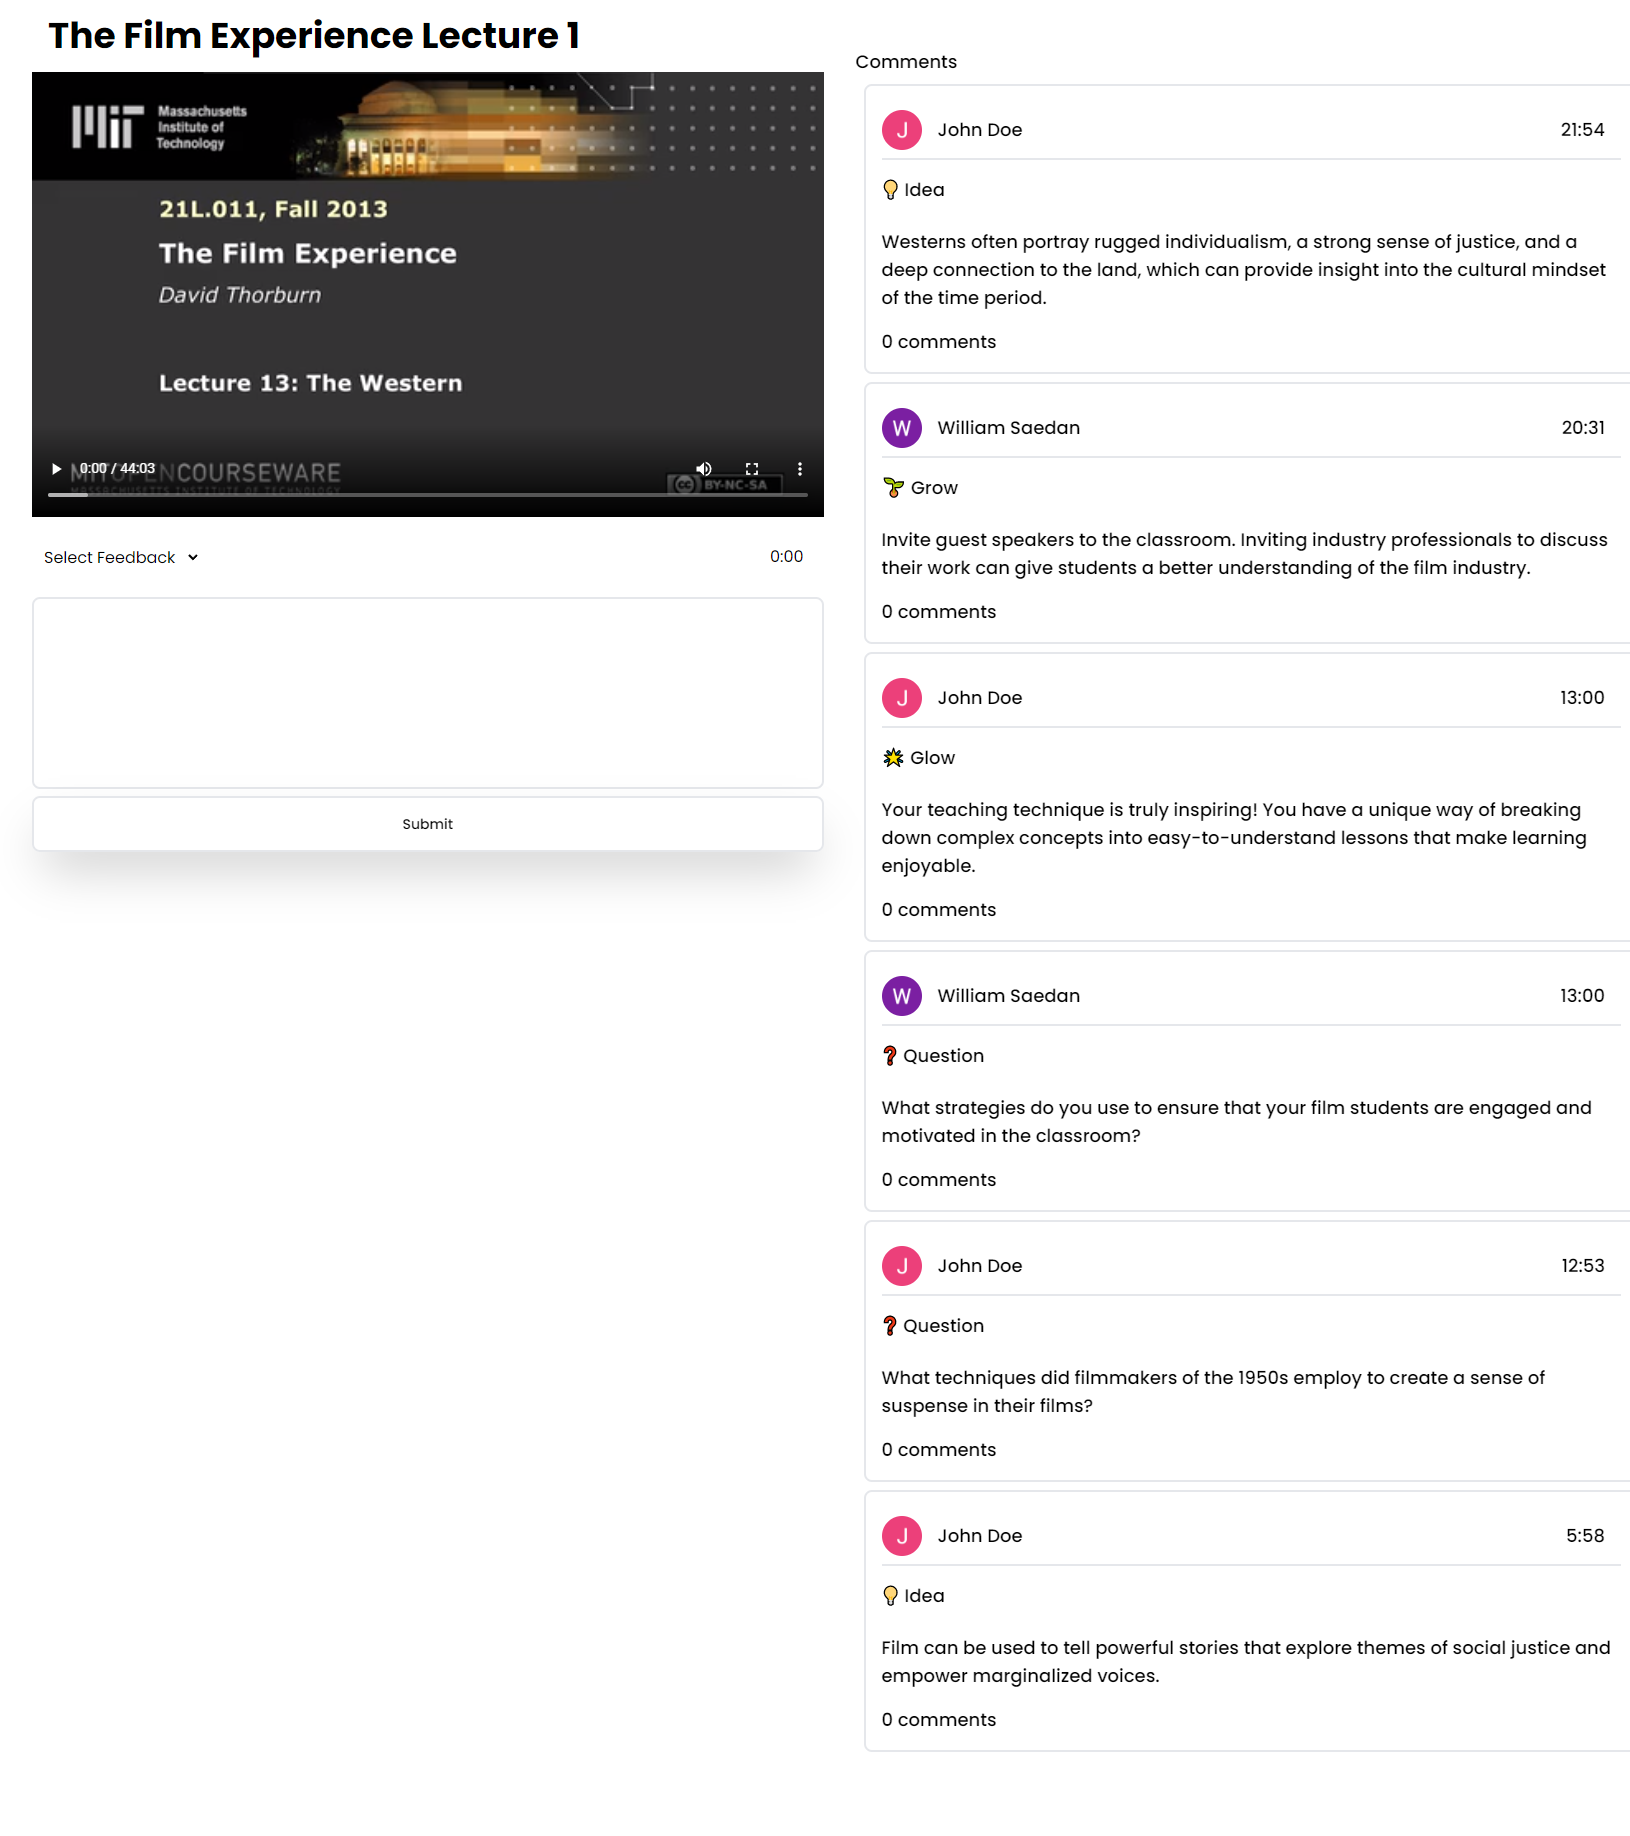 The Film Experience Lecture 1
Massachusetts
Institute of
Technology
21L.011, Fall 2013
The Film Experience
David Thorburn
Lecture 13: The Western
0:00 / 44:03
MITOPENCOURSEWARE
MASSACHUSETTS INSTITUTE OF TECHNOLOGY
cc BY-NC-SA
Select Feedback
0:00
Submit
Comments
J John Doe 21:54
Idea
Westerns often portray rugged individualism, a strong sense of justice, and a
deep connection to the land, which can provide insight into the cultural mindset
of the time period.
0 comments
W William Saedan 20:31
Grow
Invite guest speakers to the classroom. Inviting industry professionals to discuss
their work can give students a better understanding of the film industry.
0 comments
J John Doe 13:00
Glow
Your teaching technique is truly inspiring! You have a unique way of breaking
down complex concepts into easy-to-understand lessons that make learning
enjoyable.
0 comments
W William Saedan 13:00
Question
What strategies do you use to ensure that your film students are engaged and
motivated in the classroom?
0 comments
J John Doe 12:53
Question
What techniques did filmmakers of the 1950s employ to create a sense of
suspense in their films?
0 comments
J John Doe 5:58
Idea
Film can be used to tell powerful stories that explore themes of social justice and
empower marginalized voices.
0 comments